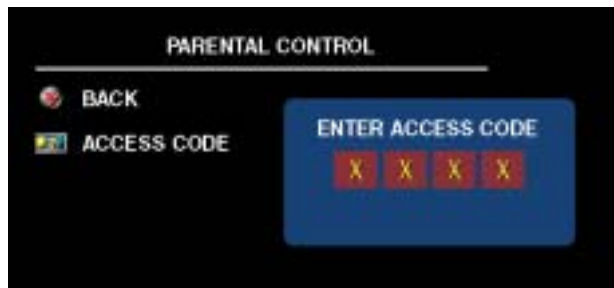 PARENTAL CONTROL
BACK
ACCESS CODE
ENTER ACCESS CODE
X X X X